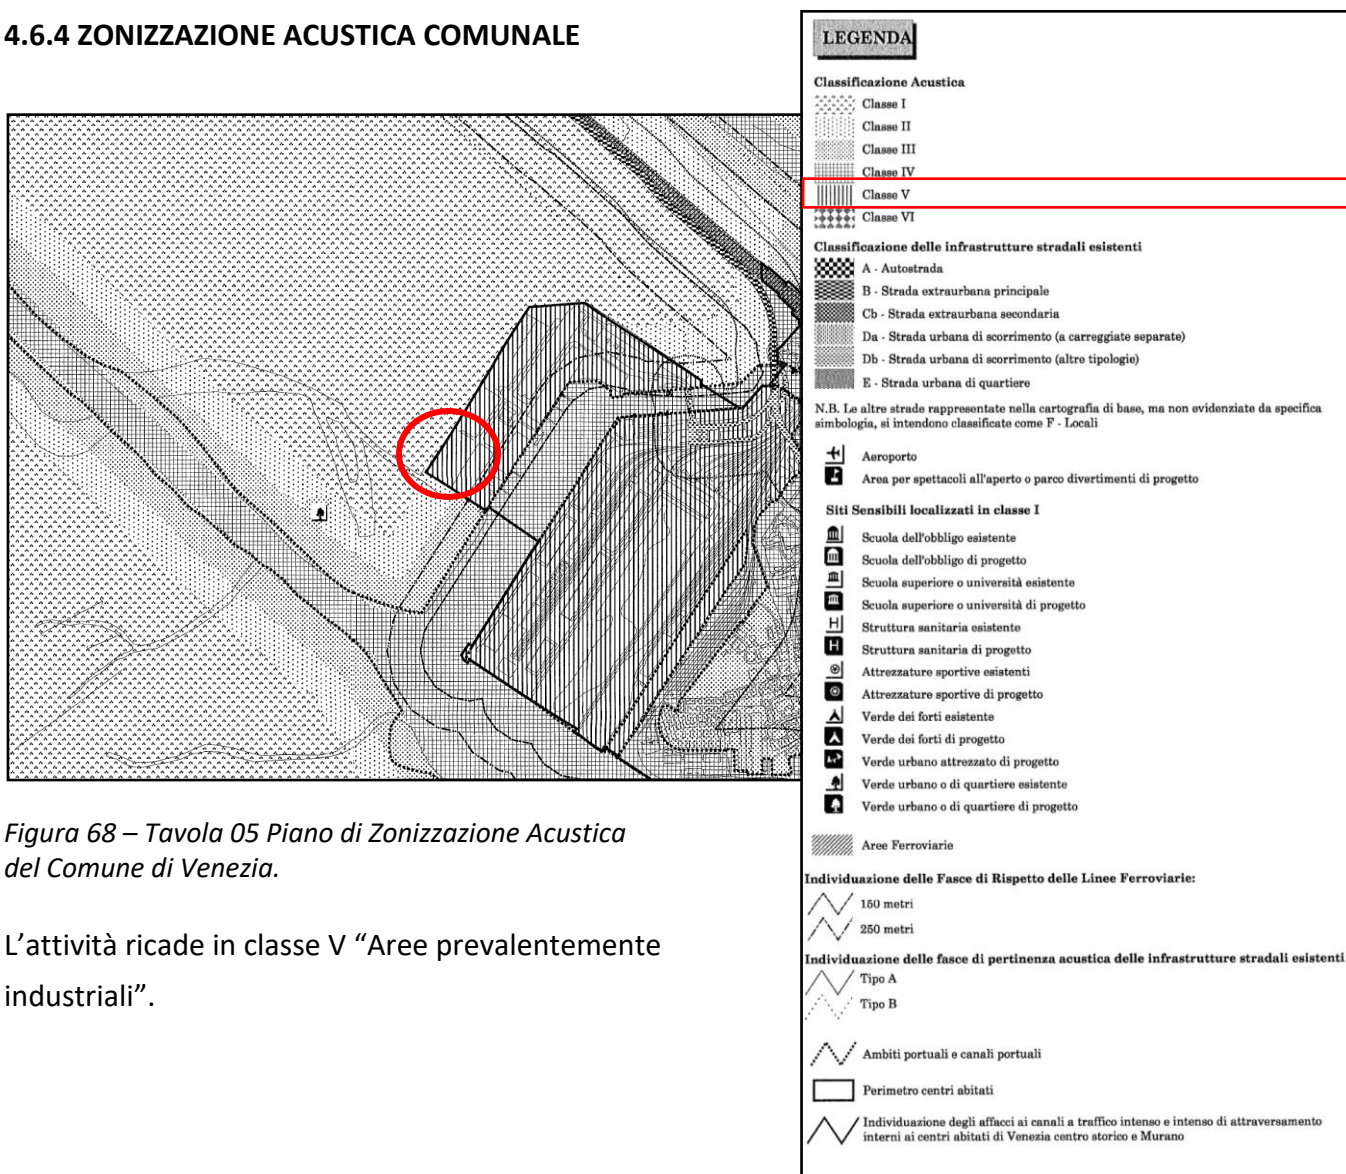 4.6.4 ZONIZZAZIONE ACUSTICA COMUNALE
LEGENDA
Classificazione Acustica
Classe I
Classe II
Classe III
Classe IV
Classe V
Classe VI
Classificazione delle infrastrutture stradali esistenti
A - Autostrada
B - Strada extraurbana principale
Cb - Strada extraurbana secondaria
Da - Strada urbana di scorrimento (a carreggiate separate)
Db - Strada urbana di scorrimento (altre tipologie)
E - Strada urbana di quartiere
N.B. Le altre strade rappresentate nella cartografia di base, ma non evidenziate da specifica
simbologia, si intendono classificate come F - Locali
Aeroporto
Area per spettacoli all'aperto o parco divertimenti di progetto
Siti Sensibili localizzati in classe I
Scuola dell'obbligo esistente
Scuola dell'obbligo di progetto
Scuola superiore o università esistente
Scuola superiore o università di progetto
H Struttura sanitaria esistente
H Struttura sanitaria di progetto
Attrezzature sportive esistenti
Attrezzature sportive di progetto
Verde dei forti esistente
Verde dei forti di progetto
Verde urbano attrezzato di progetto
Verde urbano o di quartiere esistente
Verde urbano o di quartiere di progetto
Aree Ferroviarie
Individuazione delle Fasce di Rispetto delle Linee Ferroviarie:
150 metri
250 metri
Individuazione delle fasce di pertinenza acustica delle infrastrutture stradali esistenti
Tipo A
Tipo B
Ambiti portuali e canali portuali
Perimetro centri abitati
Individuazione degli affacci ai canali a traffico intenso e intenso di attraversamento
interni ai centri abitati di Venezia centro storico e Murano
Figura 68 – Tavola 05 Piano di Zonizzazione Acustica
del Comune di Venezia.
L’attività ricade in classe V “Aree prevalentemente
industriali”.